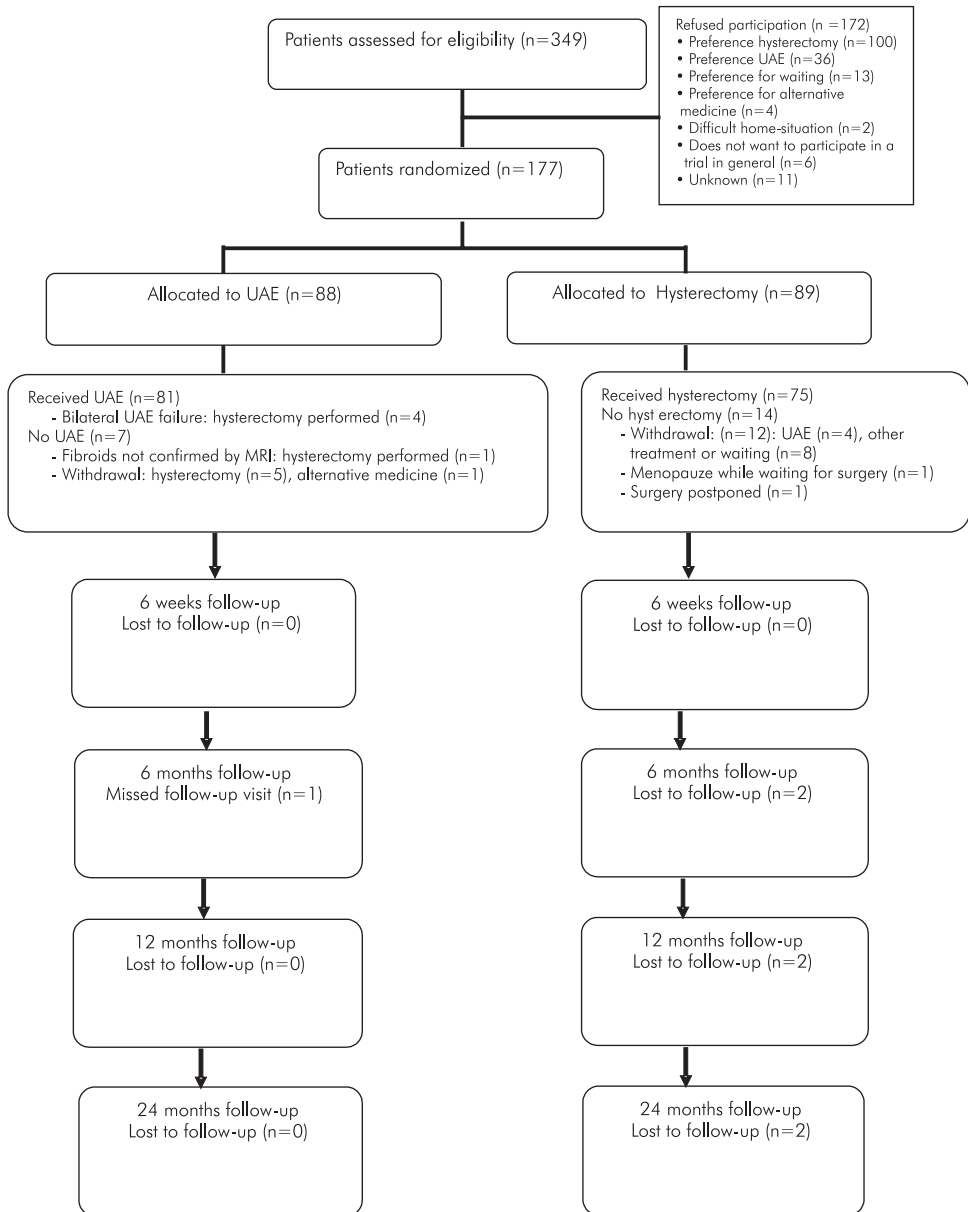 Patients assessed for eligibility (n=349)
Refused participation (n =172)
• Preference hysterectomy (n=100)
• Preference UAE (n=36)
• Preference for waiting (n=13)
• Preference for alternative
medicine (n=4)
• Difficult home-situation (n=2)
• Does not want to participate in a
trial in general (n=6)
• Unknown (n=11)
Patients randomized (n=177)
Allocated to UAE (n=88)
Allocated to Hysterectomy (n=89)
Received UAE (n=81)
- Bilateral UAE failure: hysterectomy performed (n=4)
No UAE (n=7)
- Fibroids not confirmed by MRI: hysterectomy performed (n=1)
- Withdrawal: hysterectomy (n=5), alternative medicine (n=1)
Received hysterectomy (n=75)
No hyst erectomy (n=14)
- Withdrawal: (n=12): UAE (n=4), other
treatment or waiting (n=8)
- Menopauze while waiting for surgery (n=1)
- Surgery postponed (n=1)
6 weeks follow-up
Lost to follow-up (n=0)
6 weeks follow-up
Lost to follow-up (n=0)
6 months follow-up
Missed follow-up visit (n=1)
6 months follow-up
Lost to follow-up (n=2)
12 months follow-up
Lost to follow-up (n=0)
12 months follow-up
Lost to follow-up (n=2)
24 months follow-up
Lost to follow-up (n=0)
24 months follow-up
Lost to follow-up (n=2)